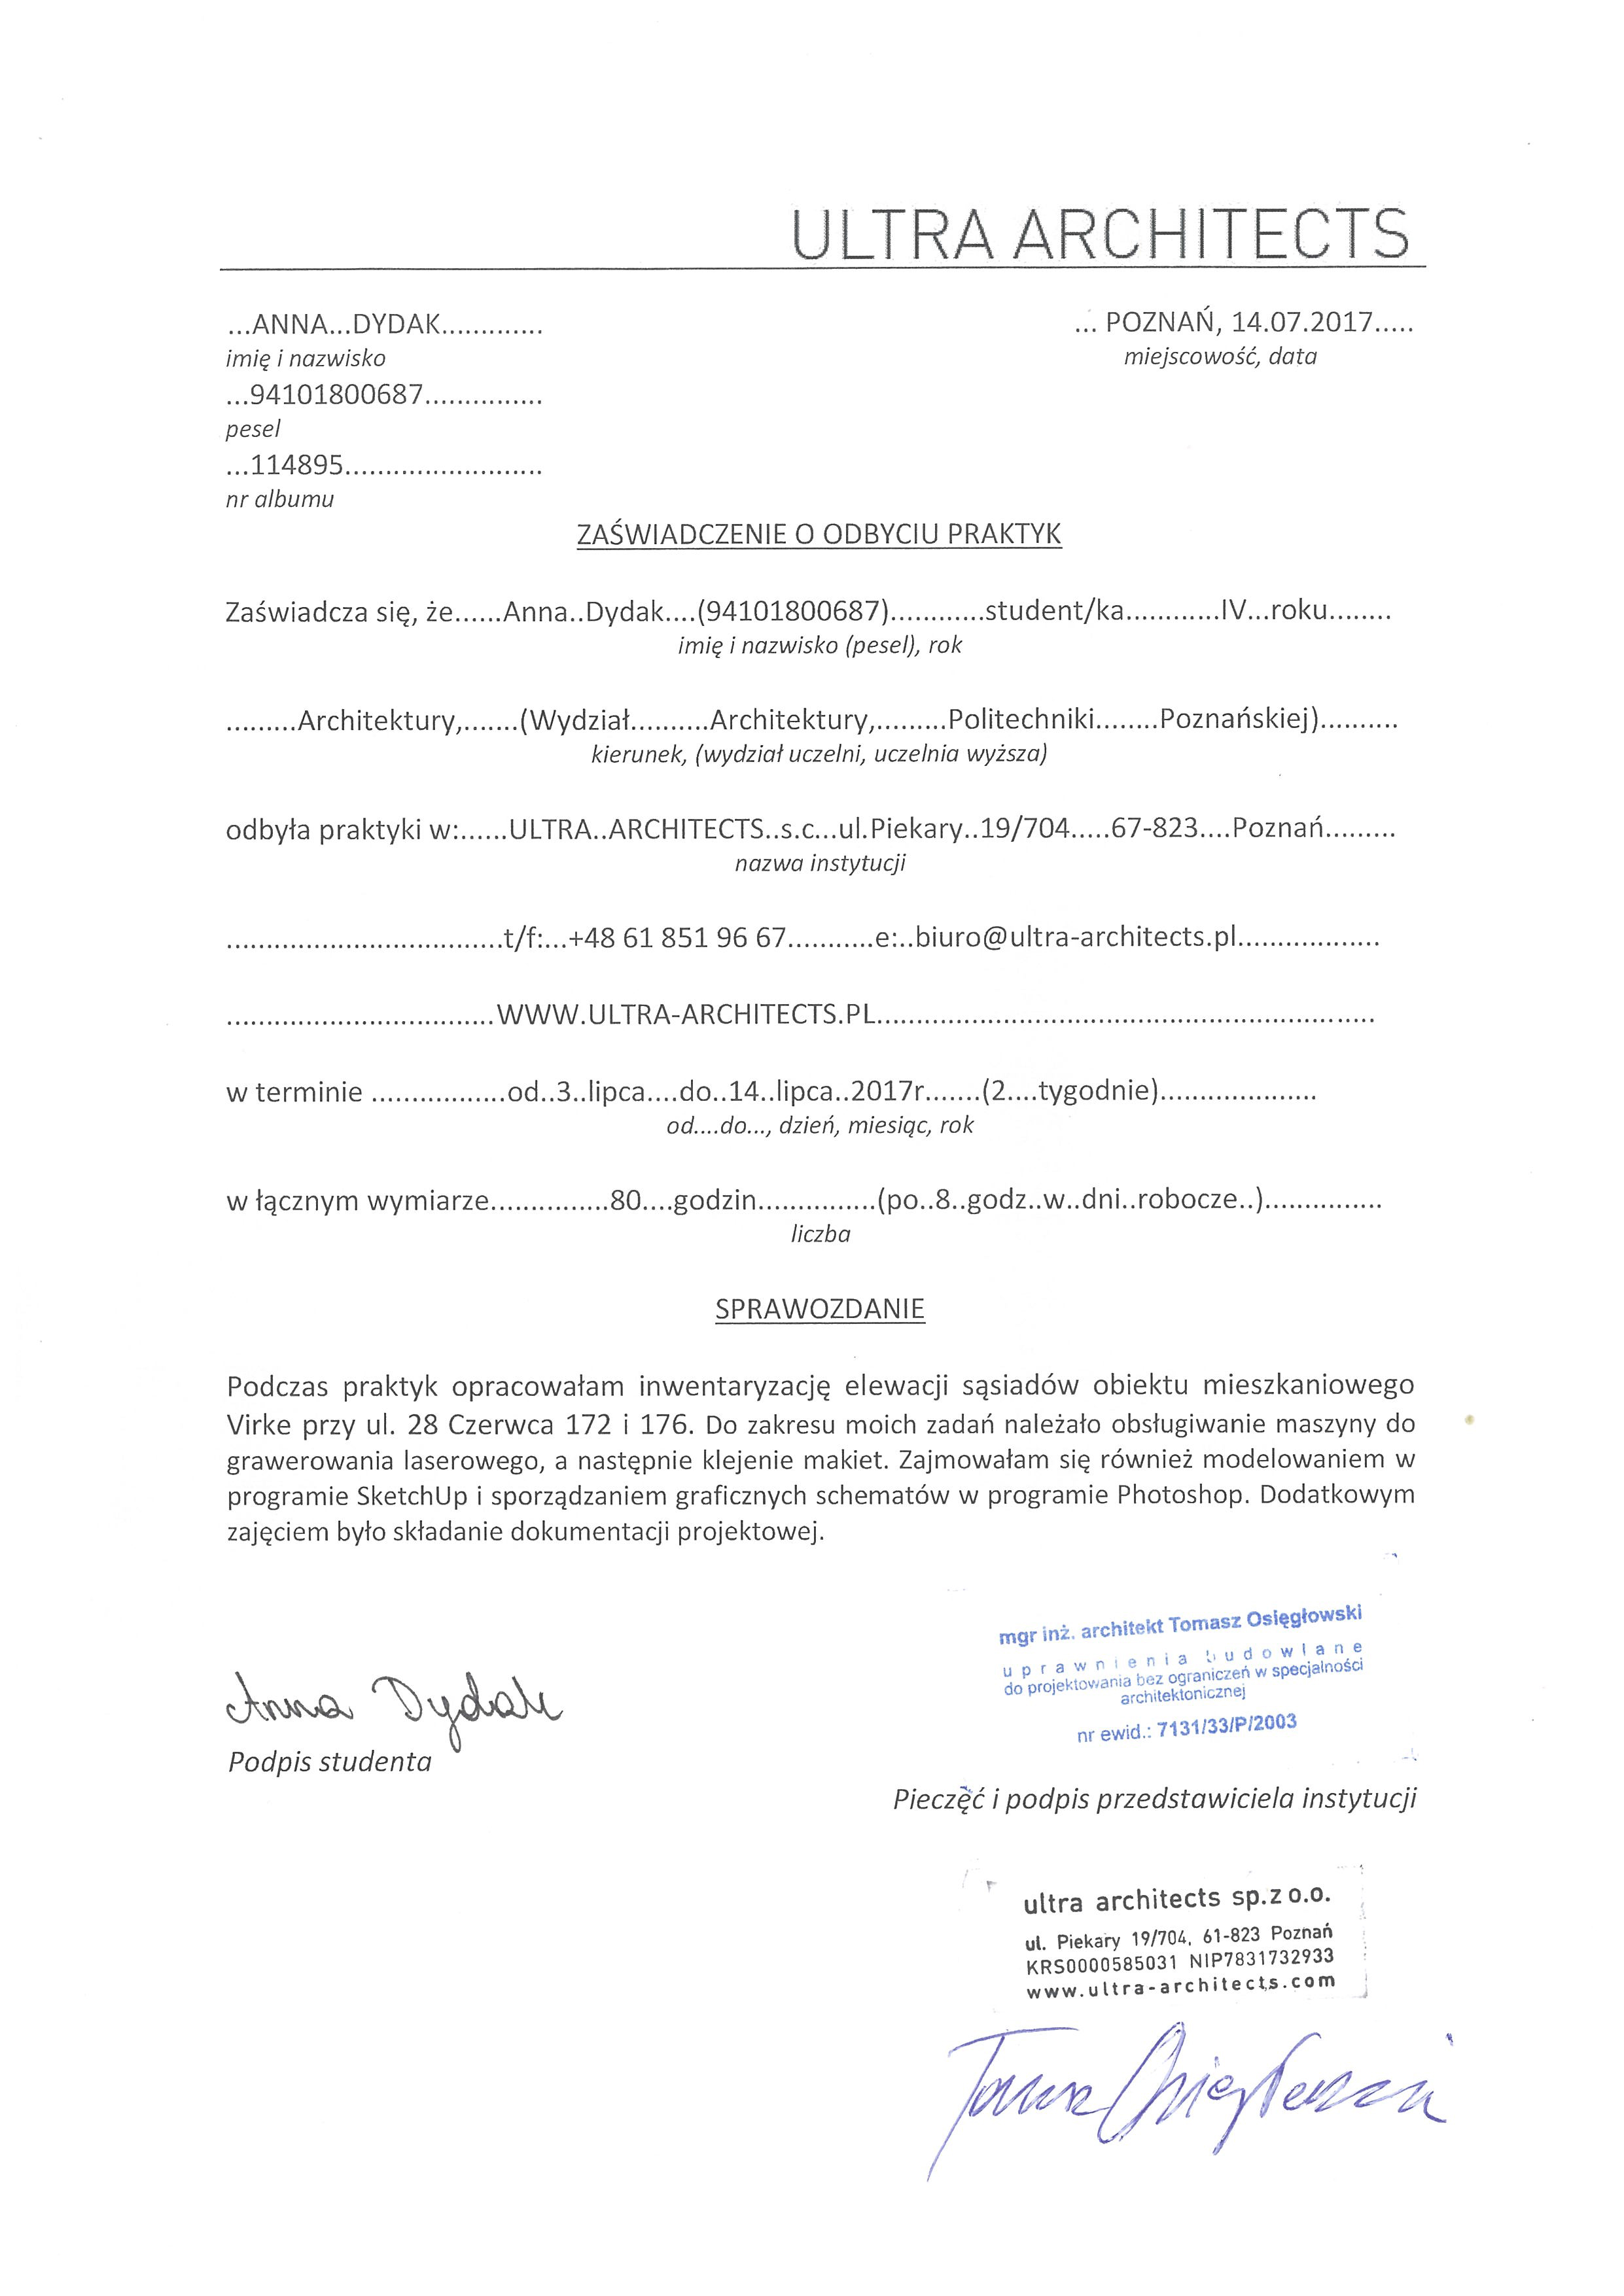 ULTRA ARCHITECTS
...ANNA...DYDAK............. ... POZNAŃ, 14.07.2017.....
imię i nazwisko miejscowość, data
...94101800687...............
pesel
...114895........................
nr albumu
ZAŚWIADCZENIE O ODBYCIU PRAKTYK
Zaświadcza się, że......Anna..Dydak....(94101800687)............student/ka............IV...roku........
imię i nazwisko (pesel), rok
.........Architektury,.......(Wydział.........Architektury,.........Politechniki........Poznańskiej)..........
kierunek, (wydział uczelni, uczelnia wyższa)
odbyła praktyki w:......ULTRA..ARCHITECTS..s.c...ul.Piekary..19/704.....67-823....Poznań.........
nazwa instytucji
..................................t/f:...+48 61 851 96 67...........e:..biuro@ultra-architects.pl..................
.................................WWW.ULTRA-ARCHITECTS.PL.............................................................
w terminie .................od..3..lipca....do..14..lipca..2017r.......(2....tygodnie)....................
od....do..., dzień, miesiąc, rok
w łącznym wymiarze...............80....godzin...............(po..8..godz..w..dni..robocze..)...............
liczba
SPRAWOZDANIE
Podczas praktyk opracowałam inwentaryzację elewacji sąsiadów obiektu mieszkaniowego
Virke przy ul. 28 Czerwca 172 i 176. Do zakresu moich zadań należało obsługiwanie maszyny do
grawerowania laserowego, a następnie klejenie makiet. Zajmowałam się również modelowaniem w
programie SketchUp i sporządzaniem graficznych schematów w programie Photoshop. Dodatkowym
zajęciem było składanie dokumentacji projektowej.
mgr inż. architekt Tomasz Osięgłowski
uprawnienia budowlane
do projektowania bez ograniczeń w specjalności
architektonicznej
nr ewid.: 7131/33/P/2003
Anna Dydak
Podpis studenta
Pieczęć i podpis przedstawiciela instytucji
ultra architects sp.z o.o.
ul. Piekary 19/704, 61-823 Poznań
KRS0000585031 NIP7831732933
www.ultra-architects.com
Tomasz Osięgłowski